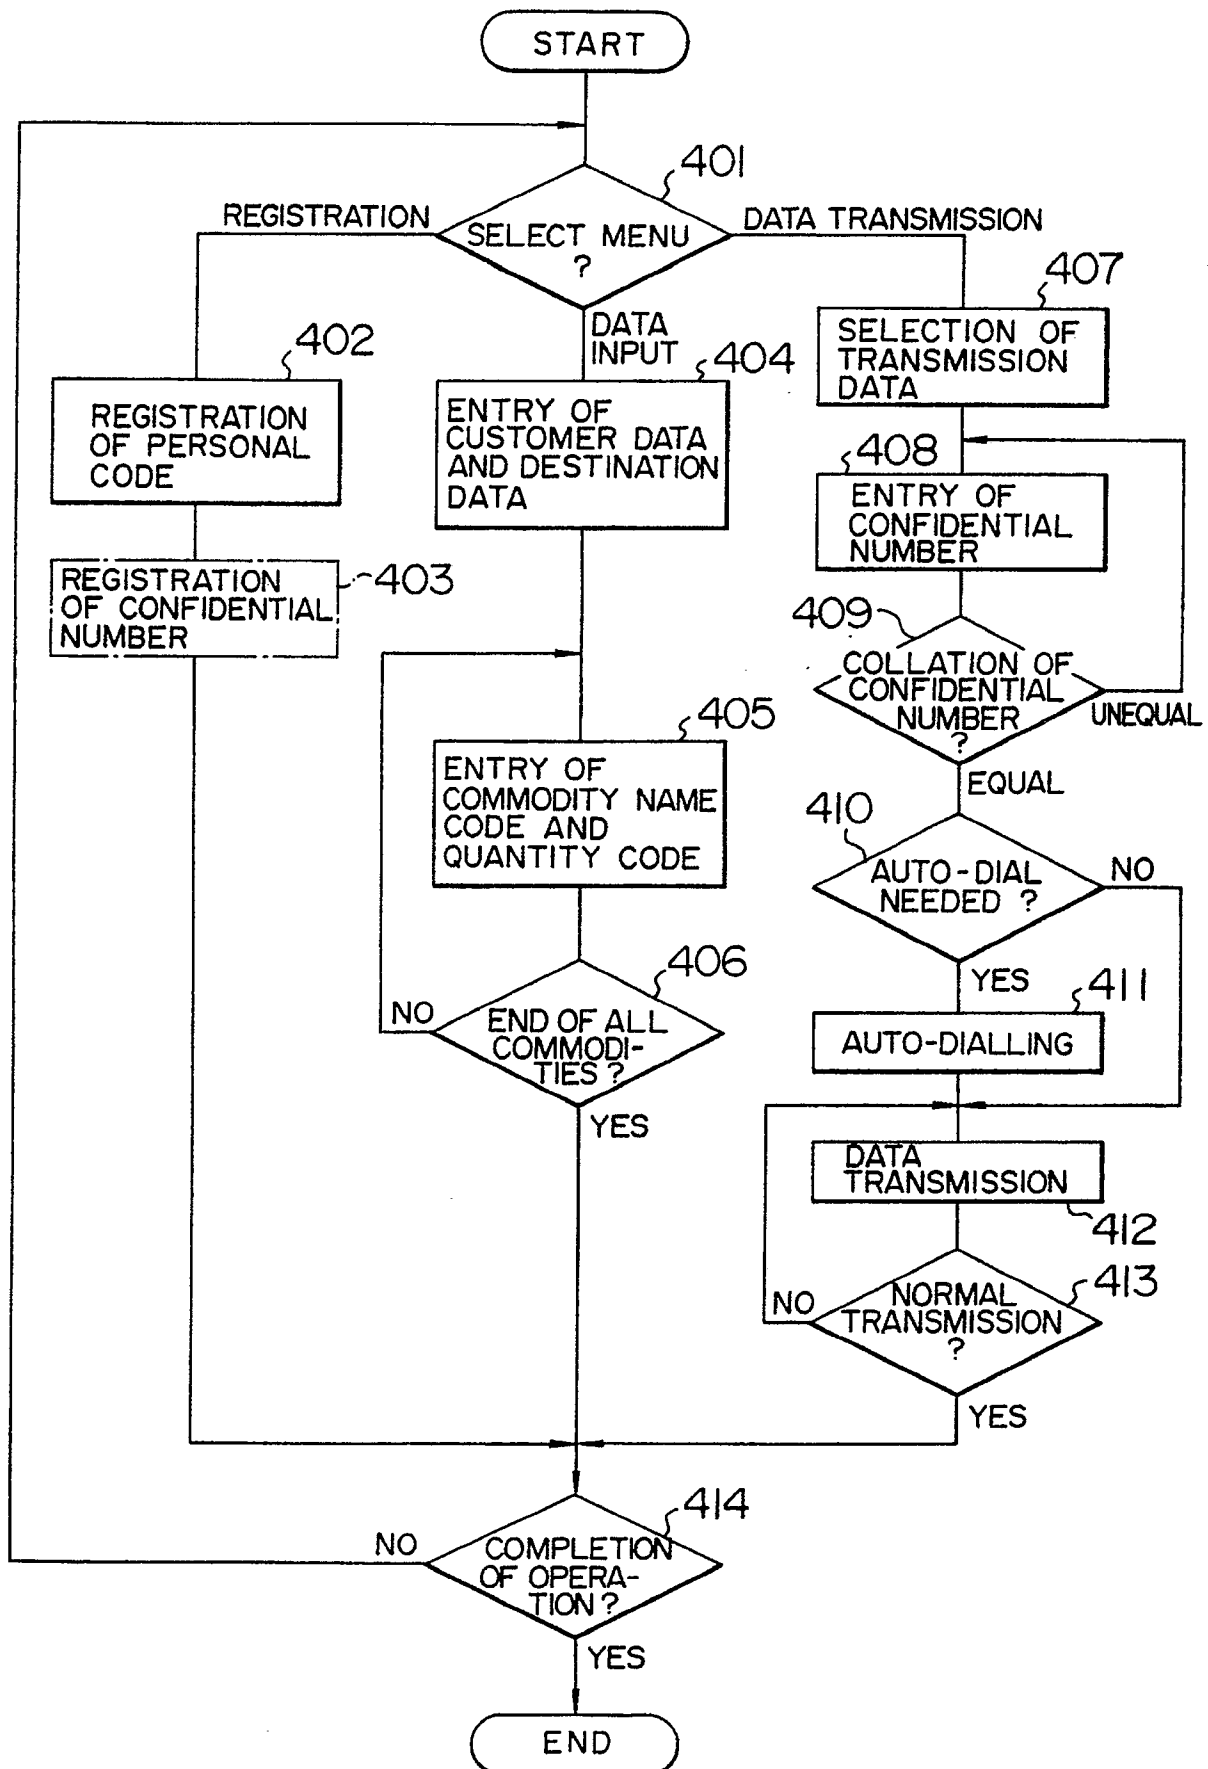 START
401
SELECT MENU
?
REGISTRATION
DATA TRANSMISSION
DATA
INPUT
402
REGISTRATION
OF PERSONAL
CODE
403
REGISTRATION
OF CONFIDENTIAL
NUMBER
404
ENTRY OF
CUSTOMER DATA
AND DESTINATION
DATA
405
ENTRY OF
COMMODITY NAME
CODE AND
QUANTITY CODE
406
END OF ALL
COMMODI-
TIES ?
NO
YES
407
SELECTION OF
TRANSMISSION
DATA
408
ENTRY OF
CONFIDENTIAL
NUMBER
409
COLLATION OF
CONFIDENTIAL
NUMBER
?
UNEQUAL
EQUAL
410
AUTO-DIAL
NEEDED ?
NO
YES
411
AUTO-DIALLING
DATA
TRANSMISSION
412
413
NORMAL
TRANSMISSION
?
NO
YES
414
COMPLETION
OF OPERA-
TION ?
NO
YES
END